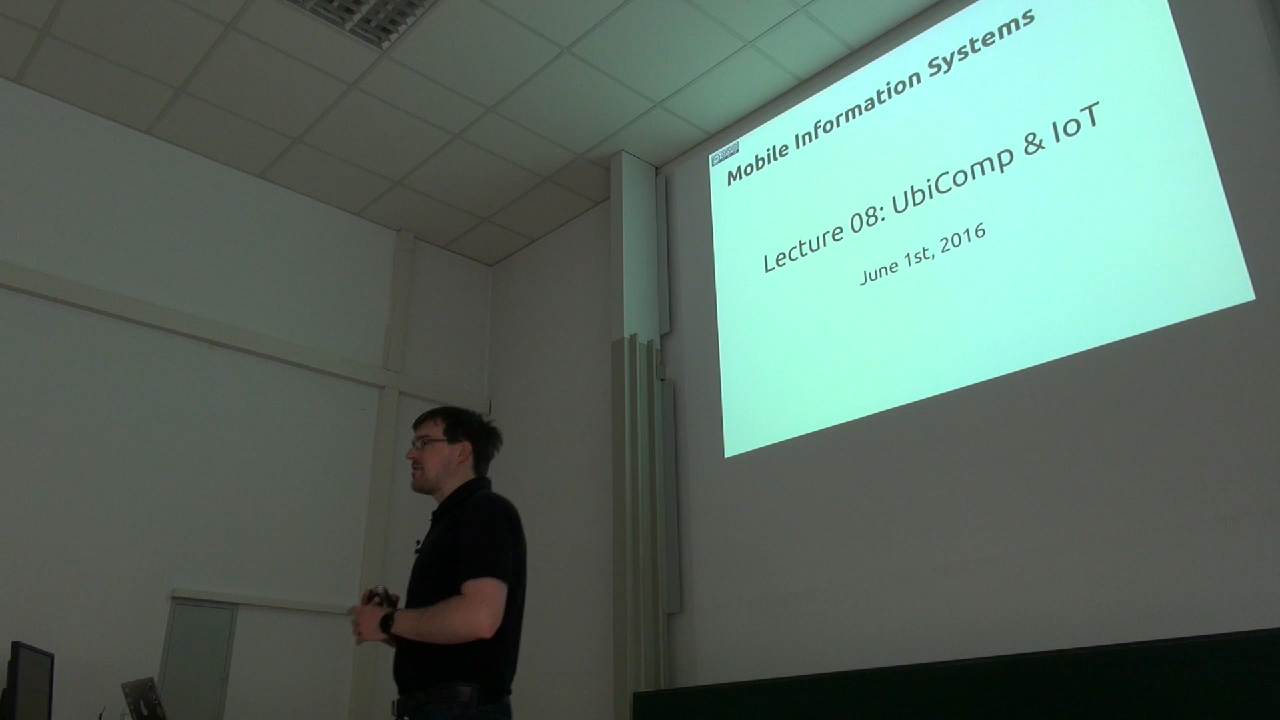 Mobile Information Systems
Lecture 08: UbiComp & IoT
June 1st, 2016